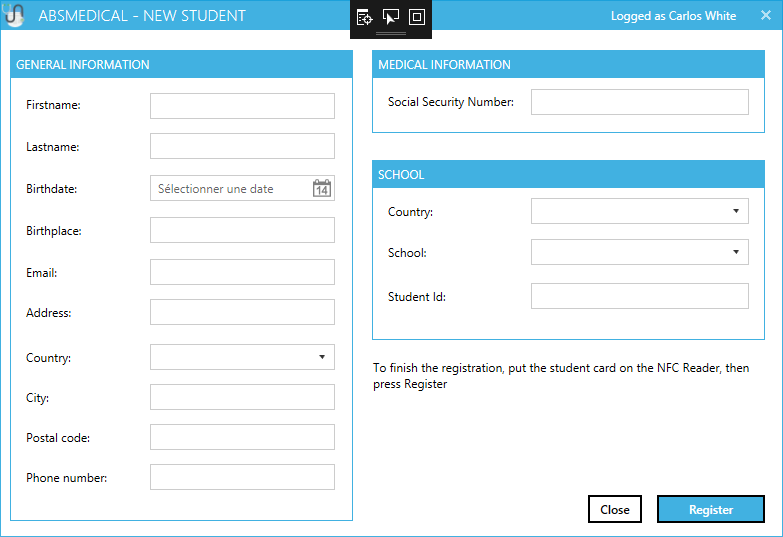 ABSMEDICAL - NEW STUDENT
Logged as Carlos White
GENERAL INFORMATION
Firstname:
Lastname:
Birthdate:
Sélectionner une date
14
Birthplace:
Email:
Address:
Country:
City:
Postal code:
Phone number:
MEDICAL INFORMATION
Social Security Number:
SCHOOL
Country:
School:
Student Id:
To finish the registration, put the student card on the NFC Reader, then
press Register
Close
Register